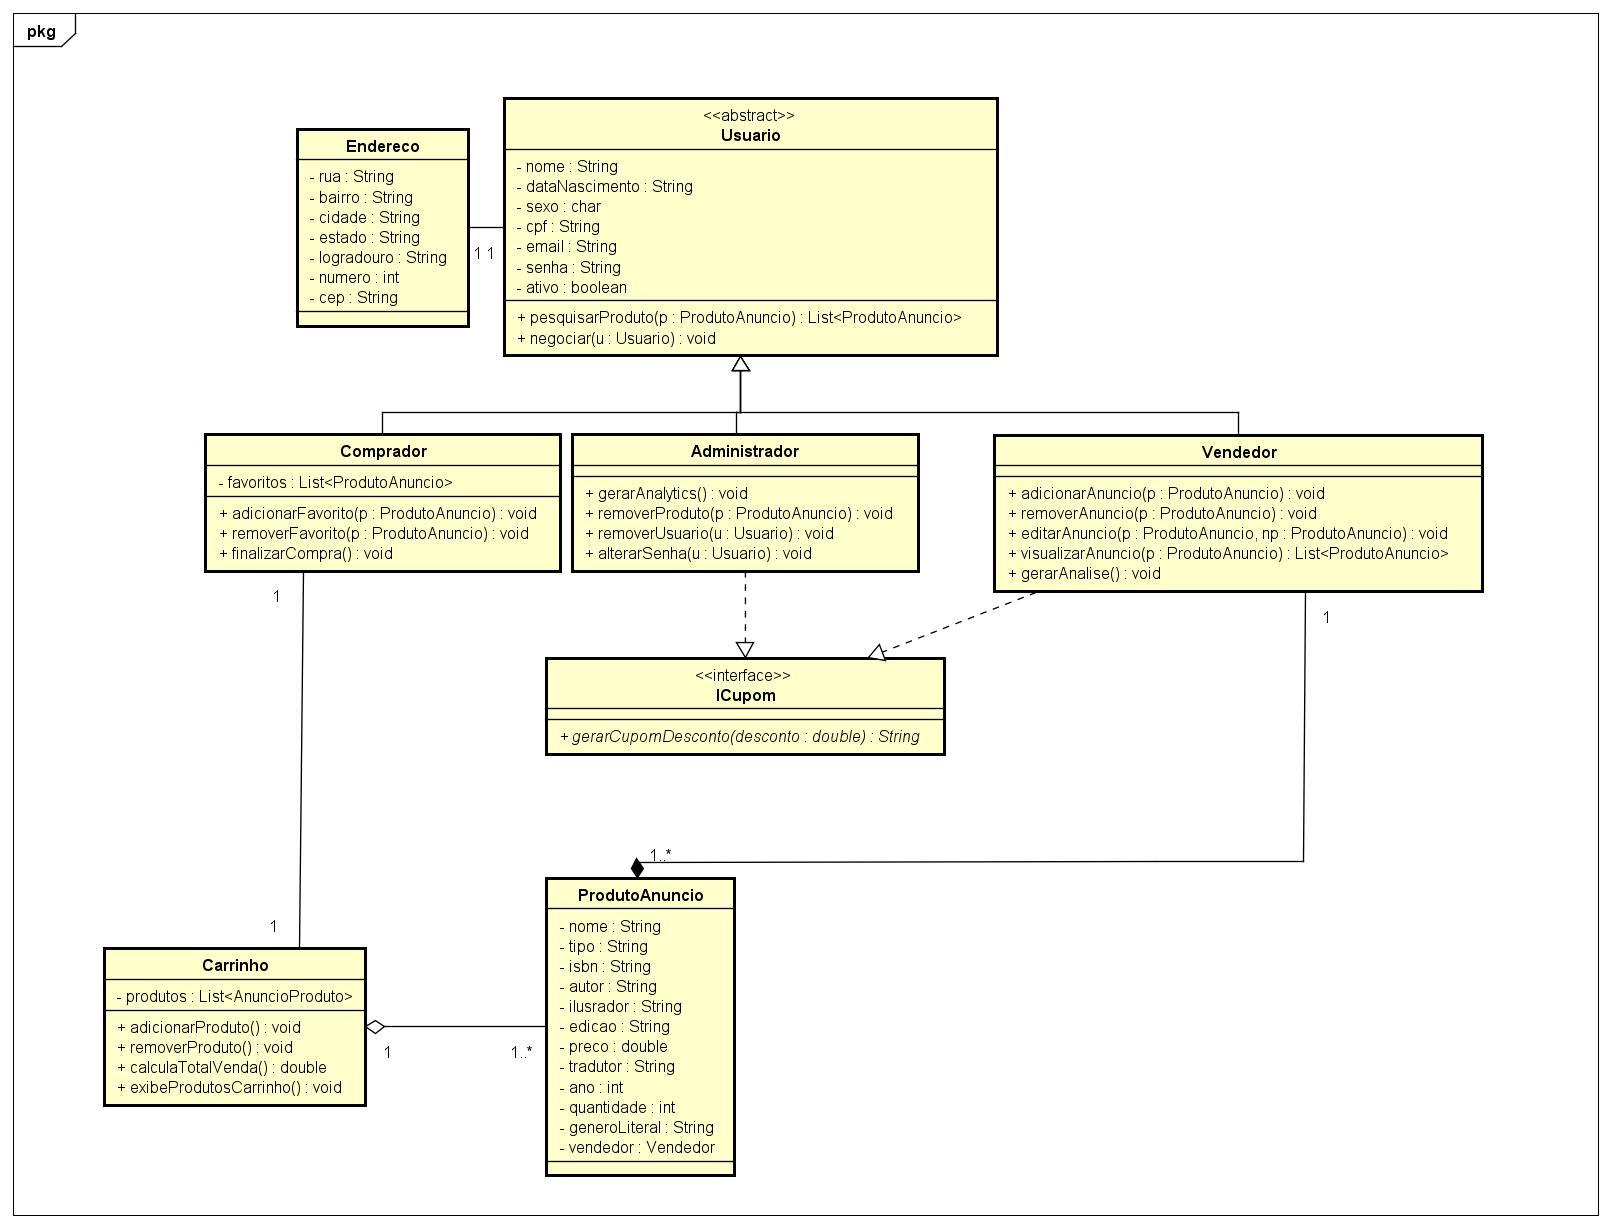 pkg
<<abstract>>
Usuario
- nome : String
- dataNascimento : String
- sexo : char
- cpf : String
- email : String
- senha : String
- ativo : boolean
+ pesquisarProduto(p : ProdutoAnuncio) : List<ProdutoAnuncio>
+ negociar(u : Usuario) : void
Endereco
- rua : String
- bairro : String
- cidade : String
- estado : String
- logradouro : String
- numero : int
- cep : String
1 1
Comprador
- favoritos : List<ProdutoAnuncio>
+ adicionarFavorito(p : ProdutoAnuncio) : void
+ removerFavorito(p : ProdutoAnuncio) : void
+ finalizarCompra() : void
Administrador
+ gerarAnalytics() : void
+ removerProduto(p : ProdutoAnuncio) : void
+ removerUsuario(u : Usuario) : void
+ alterarSenha(u : Usuario) : void
Vendedor
+ adicionarAnuncio(p : ProdutoAnuncio) : void
+ removerAnuncio(p : ProdutoAnuncio) : void
+ editarAnuncio(p : ProdutoAnuncio, np : ProdutoAnuncio) : void
+ visualizarAnuncio(p : ProdutoAnuncio) : List<ProdutoAnuncio>
+ gerarAnalise() : void
1
1
<<interface>>
ICupom
+ gerarCupomDesconto(desconto : double) : String
1..*
1
Carrinho
- produtos : List<AnuncioProduto>
+ adicionarProduto() : void
+ removerProduto() : void
+ calculaTotalVenda() : double
+ exibeProdutosCarrinho() : void
1
1..*
ProdutoAnuncio
- nome : String
- tipo : String
- isbn : String
- autor : String
- ilusrador : String
- edicao : String
- preco : double
- tradutor : String
- ano : int
- quantidade : int
- generoLiteral : String
- vendedor : Vendedor